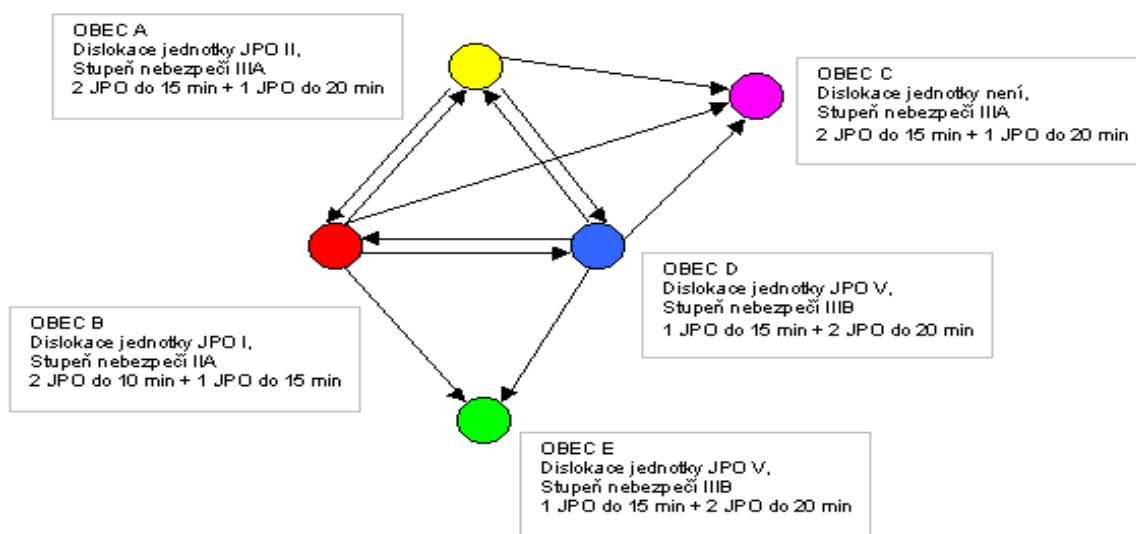 OBEC A
Dislokace jednotky JPO II,
Stupeň nebezpečí IIIA
2 JPO do 15 min + 1 JPO do 20 min
OBEC C
Dislokace jednotky není,
Stupeň nebezpečí IIIA
2 JPO do 15 min + 1 JPO do 20 min
OBEC D
Dislokace jednotky JPO V,
Stupeň nebezpečí IIIB
1 JPO do 15 min + 2 JPO do 20 min
OBEC B
Dislokace jednotky JPO I,
Stupeň nebezpečí IIA
2 JPO do 10 min + 1 JPO do 15 min
OBEC E
Dislokace jednotky JPO V,
Stupeň nebezpečí IIIB
1 JPO do 15 min + 2 JPO do 20 min